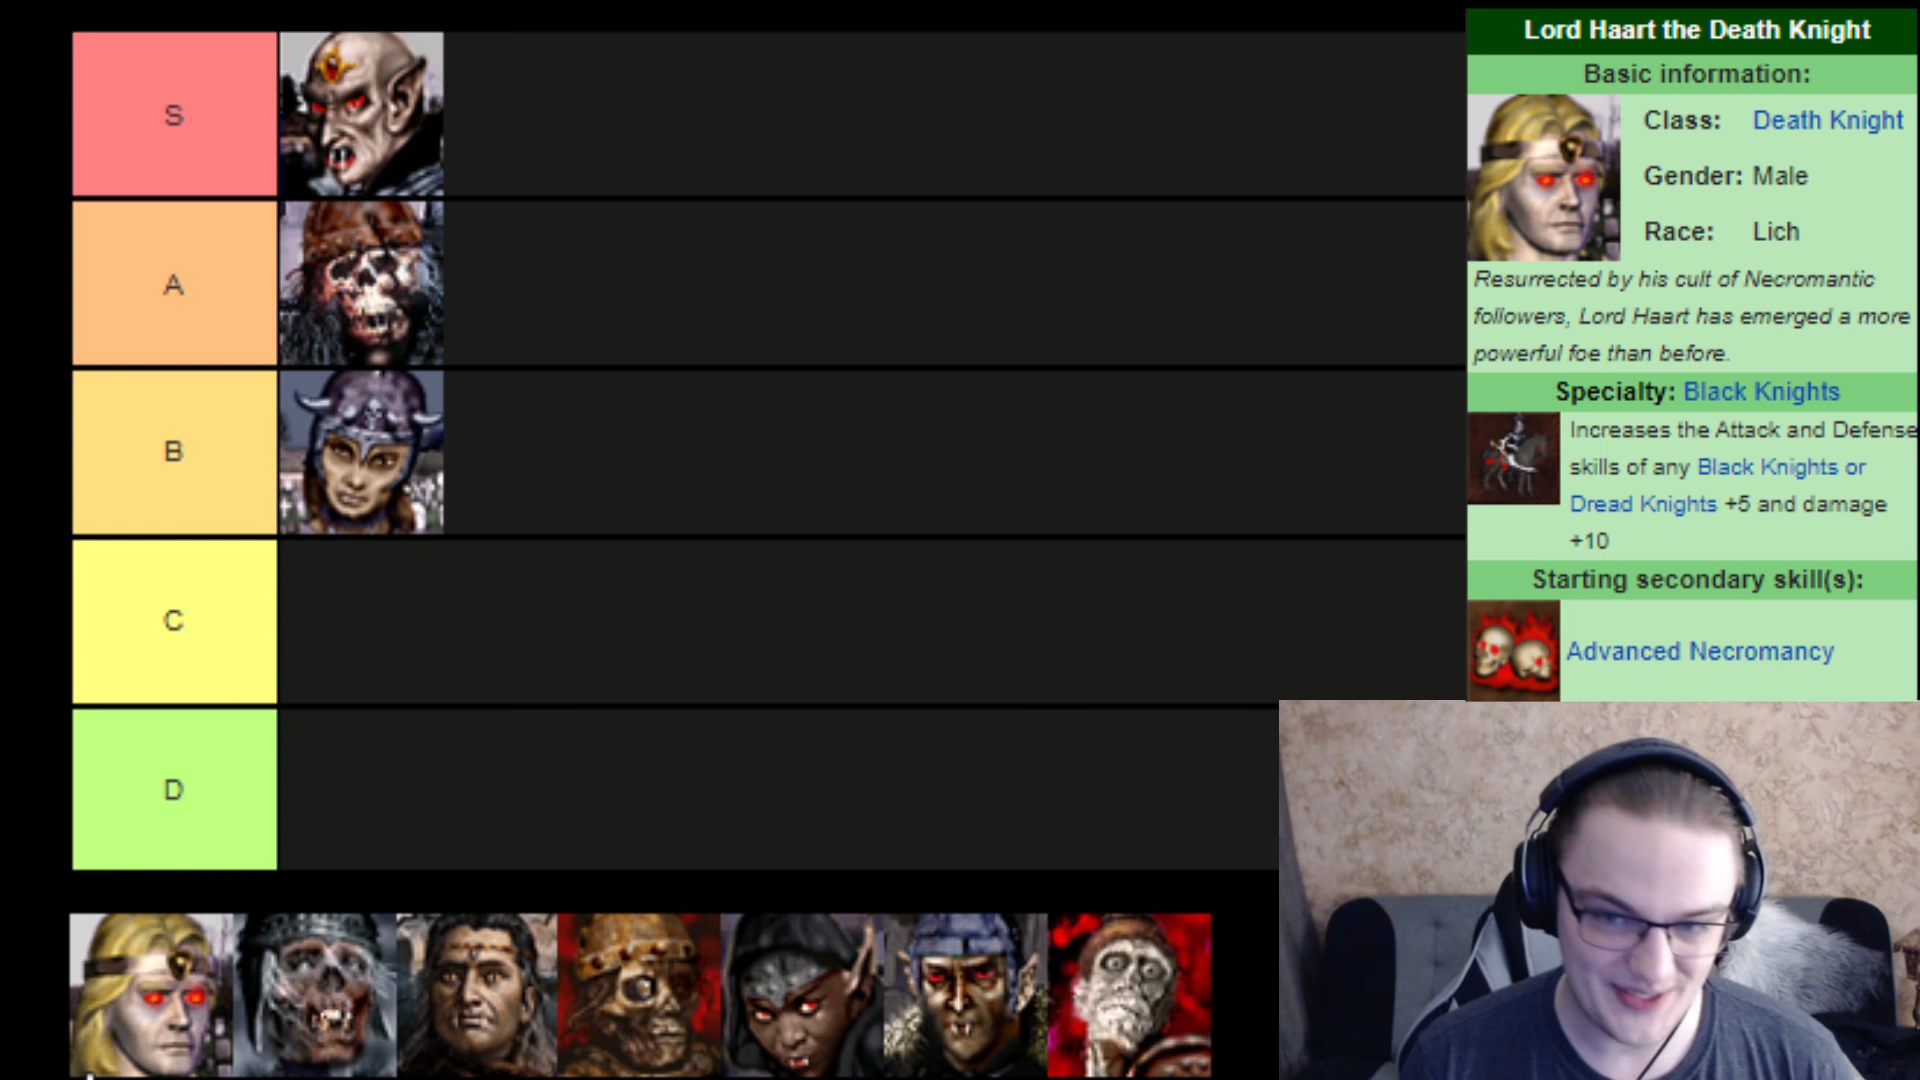 S
A
B
C
D
Lord Haart the Death Knight
Basic information:
Class: Death Knight
Gender: Male
Race: Lich
Resurrected by his cult of Necromantic
followers, Lord Haart has emerged a more
powerful foe than before.
Specialty: Black Knights
Increases the Attack and Defense
skills of any Black Knights or
Dread Knights +5 and damage
+10
Starting secondary skill(s):
Advanced Necromancy